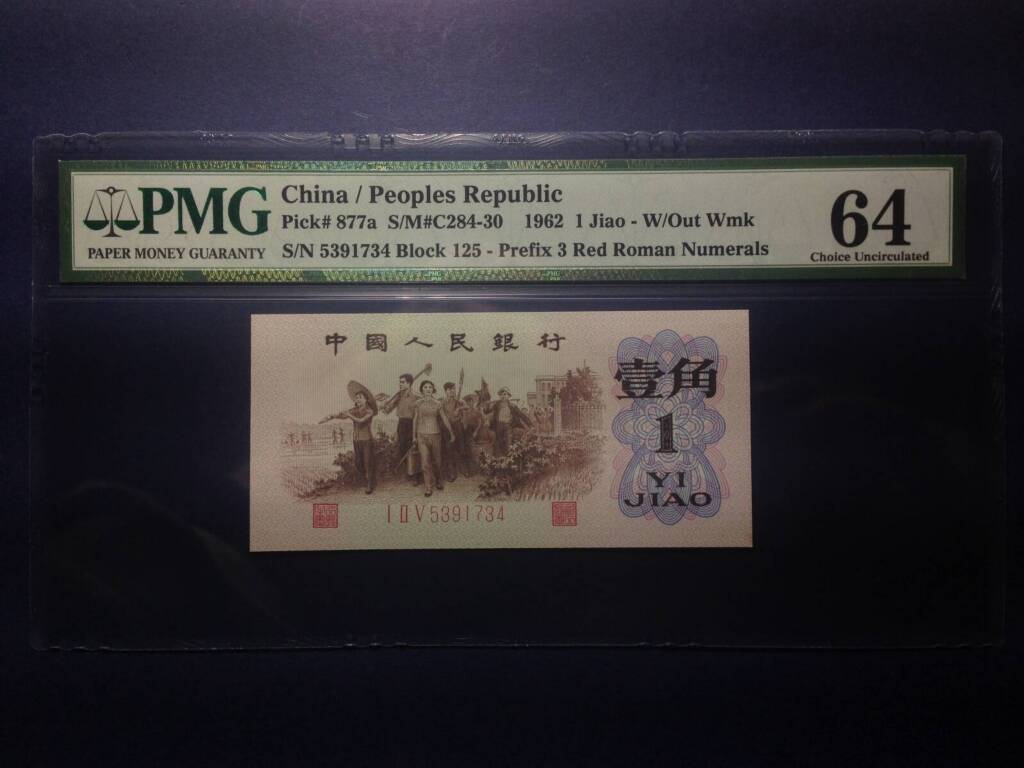 PMG
PAPER MONEY GUARANTY
China / Peoples Republic
Pick# 877a S/M#C284-30 1962 1 Jiao - W/Out Wmk
S/N 5391734 Block 125 - Prefix 3 Red Roman Numerals
64
Choice Uncirculated
中國人民銀行
壹角
1
YI
JIAO
I II V 5391734